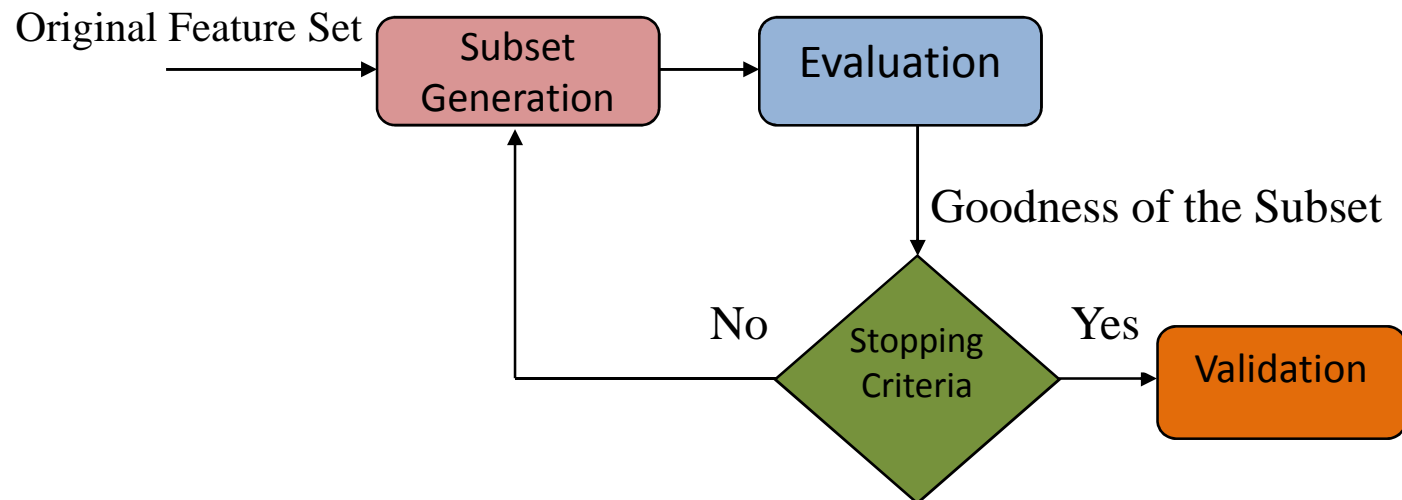 Original Feature Set
Subset
Generation
Evaluation
Goodness of the Subset
No
Stopping
Criteria
Yes
Validation